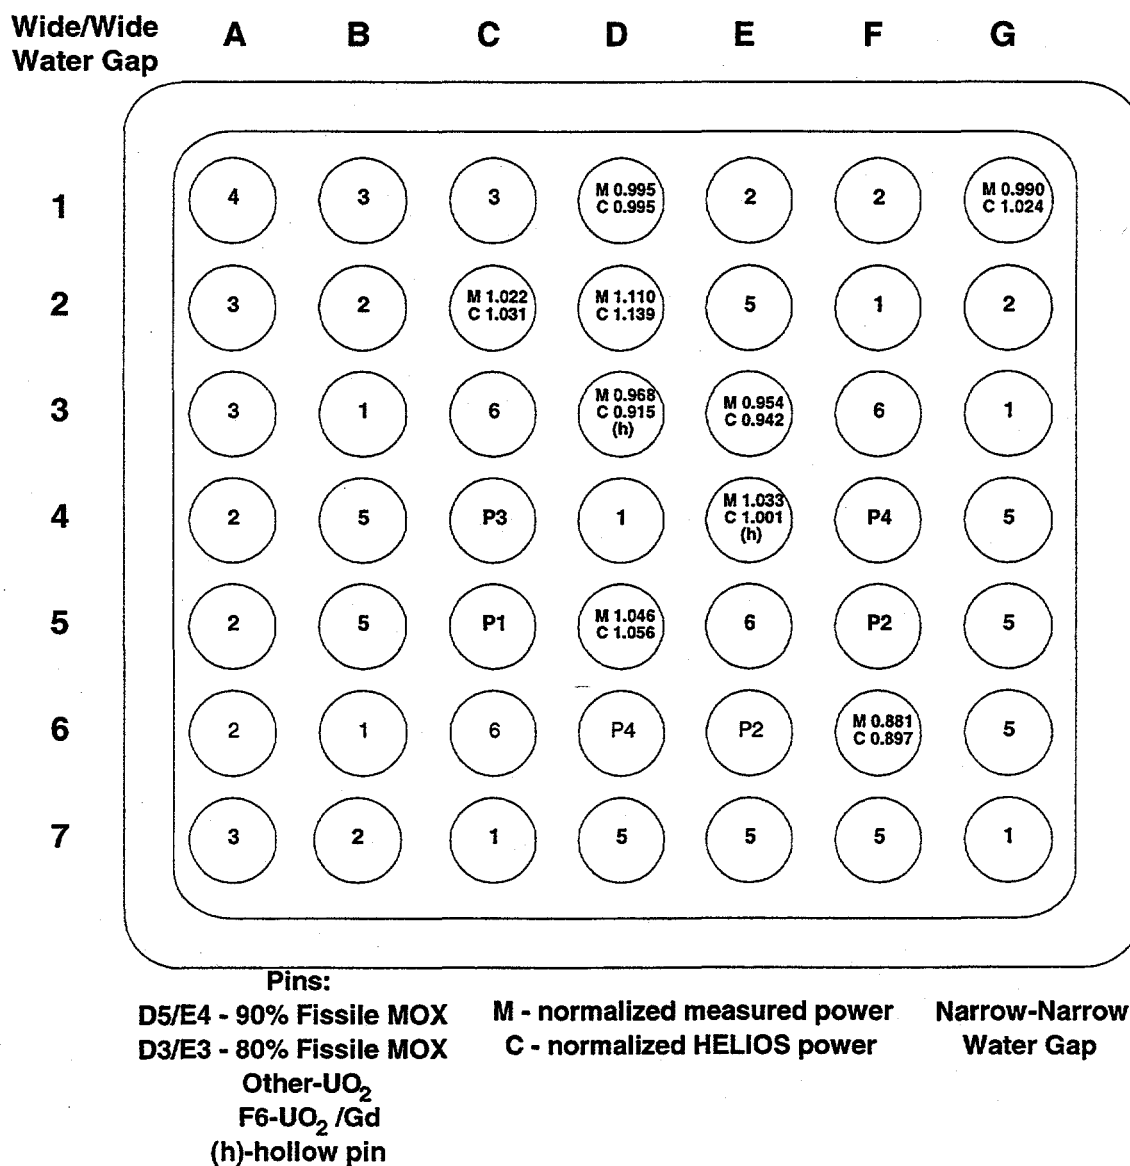 Wide/Wide
Water Gap
A B C D E F G
1
4 3 3 M 0.995 2 2 M 0.990
C 0.995 C 1.024
2
3 2 M 1.022 M 1.110 5 1 2
C 1.031 C 1.139
3
3 1 6 M 0.968 M 0.954 6 1
C 0.915 C 0.942
(h)
4
2 5 P3 1 M 1.033 P4 5
C 1.001
(h)
5
2 5 P1 M 1.046 6 P2 5
C 1.056
6
2 1 6 P4 P2 M 0.881 5
C 0.897
7
3 2 1 5 5 5 1
Pins:
D5/E4 - 90% Fissile MOX
D3/E3 - 80% Fissile MOX
Other-UO2
F6-UO2 /Gd
(h)-hollow pin
M - normalized measured power
C - normalized HELIOS power
Narrow-Narrow
Water Gap